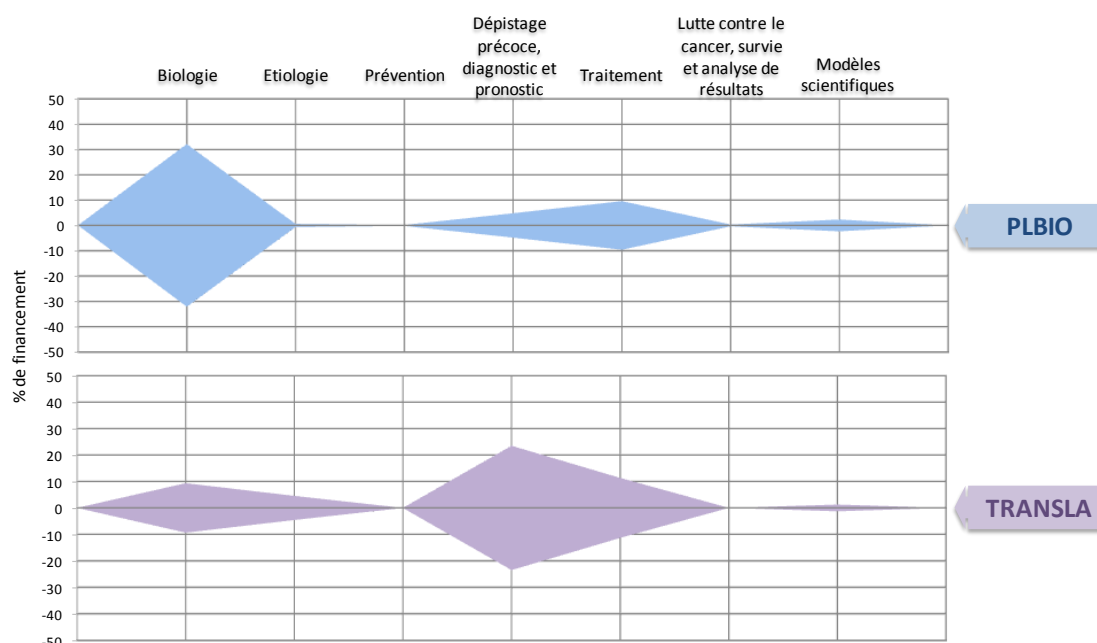 Biologie
Etiologie
Prévention
Dépistage
précoce,
diagnostic et
pronostic
Traitement
Lutte contre le
cancer, survie
et analyse de
résultats
Modèles
scientifiques
% de financement
50
40
30
20
10
0
-10
-20
-30
-40
-50
PLBIO
50
40
30
20
10
0
-10
-20
-30
-40
-50
TRANSLA